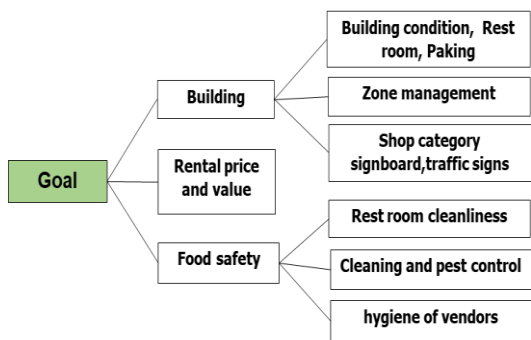 Goal
Building
Rental price
and value
Food safety
Building condition, Rest
room, Paking
Zone management
Shop category
signboard,traffic signs
Rest room cleanliness
Cleaning and pest control
hygiene of vendors